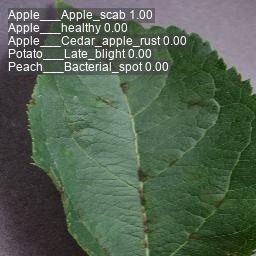 Apple___Apple_scab 1.00
Apple___healthy 0.00
Apple___Cedar_apple_rust 0.00
Potato___Late_blight 0.00
Peach___Bacterial_spot 0.00